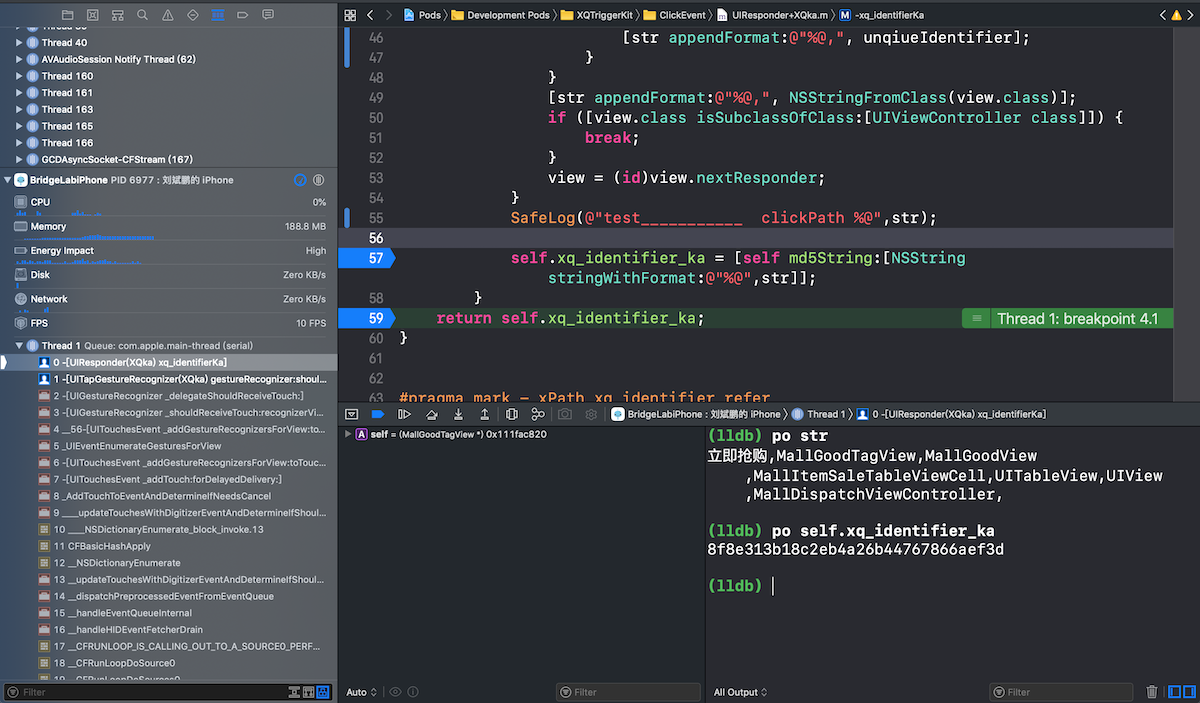 Thread 40
AVAudioSession Notify Thread (62)
Thread 160
Thread 161
Thread 163
Thread 165
Thread 166
GCDAsyncSocket-CFStream (167)
BridgeLabiPhone PID 6977 : 刘斌鹏的 iPhone
CPU 0%
Memory 188.8 MB
Energy Impact High
Disk Zero KB/s
Network Zero KB/s
FPS 10 FPS
Thread 1 Queue: com.apple.main-thread (serial)
0 -[UIResponder(XQka) xq_identifierKa]
1 -[UITapGestureRecognizer(XQka) gestureRecognizer:shoul...
2 -[UIGestureRecognizer _delegateShouldReceiveTouch:]
3 -[UIGestureRecognizer _shouldReceiveTouch:recognizerVi...
4 __56-[UITouchesEvent _addGestureRecognizersForView:to...
5 _UIEventEnumerateGesturesForView
6 -[UITouchesEvent _addGestureRecognizersForView:toTouc...
7 -[UITouchesEvent _addTouch:forDelayedDelivery:]
8 _AddTouchToEventAndDetermineIfNeedsCancel
9 ____updateTouchesWithDigitizerEventAndDetermineIfShoul...
10 ____NSDictionaryEnumerate_block_invoke.13
11 CFBasicHashApply
12 __NSDictionaryEnumerate
13 __updateTouchesWithDigitizerEventAndDetermineIfShoul...
14 __dispatchPreprocessedEventFromEventQueue
15 __handleEventQueueInternal
16 __handleHIDEventFetcherDrain
17 __CFRUNLOOP_IS_CALLING_OUT_TO_A_SOURCE0_PERF...
18 __CFRunLoopDoSource0
19 __CFRunLoopDoSources0
Filter
Pods 〉 Development Pods 〉 XQTriggerKit 〉 ClickEvent 〉 UIResponder+XQka.m 〉 M -xq_identifierKa
46 [str appendFormat:@"%@,", unqiueIdentifier];
47 }
48 }
49 [str appendFormat:@"%@,", NSStringFromClass(view.class)];
50 if ([view.class isSubclassOfClass:[UIViewController class]]) {
51 break;
52 }
53 view = (id)view.nextResponder;
54 }
55 SafeLog(@"test___________  clickPath %@",str);
56
57 self.xq_identifier_ka = [self md5String:[NSString
stringWithFormat:@"%@",str]];
58 }
59 return self.xq_identifier_ka; Thread 1: breakpoint 4.1
60 }
61
62
63 #pragma mark - xPath xq identifier refer
BridgeLabiPhone : 刘斌鹏的 iPhone 〉 Thread 1 〉 0 -[UIResponder(XQka) xq_identifierKa]
A self = (MallGoodTagView *) 0x111fac820
Auto
Filter
(lldb) po str
立即抢购,MallGoodTagView,MallGoodView
,MallItemSaleTableViewCell,UITableView,UIView
,MallDispatchViewController,
(lldb) po self.xq_identifier_ka
8f8e313b18c2eb4a26b44767866aef3d
(lldb)
All Output
Filter